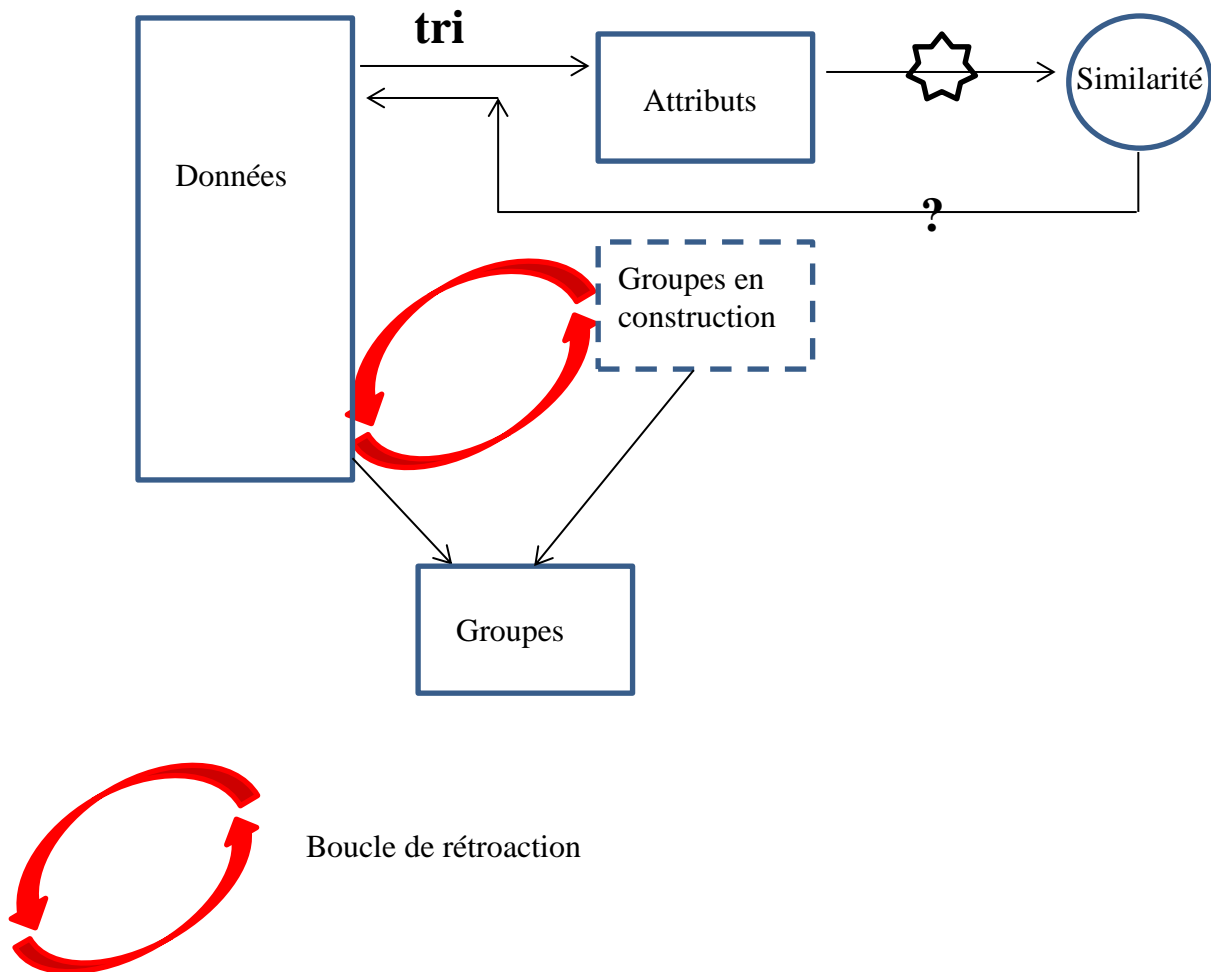 tri
Attributs
Similarité
Données
?
Groupes en
construction
Groupes
Boucle de rétroaction